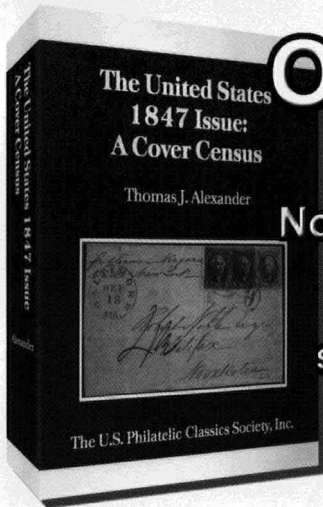 The United States
1847 Issue:
A Cover Census
Thomas J. Alexander
The U.S. Philatelic Classics Society, Inc.
The United States 1847 Issue
A Cover Census
Alexander
O
No
s